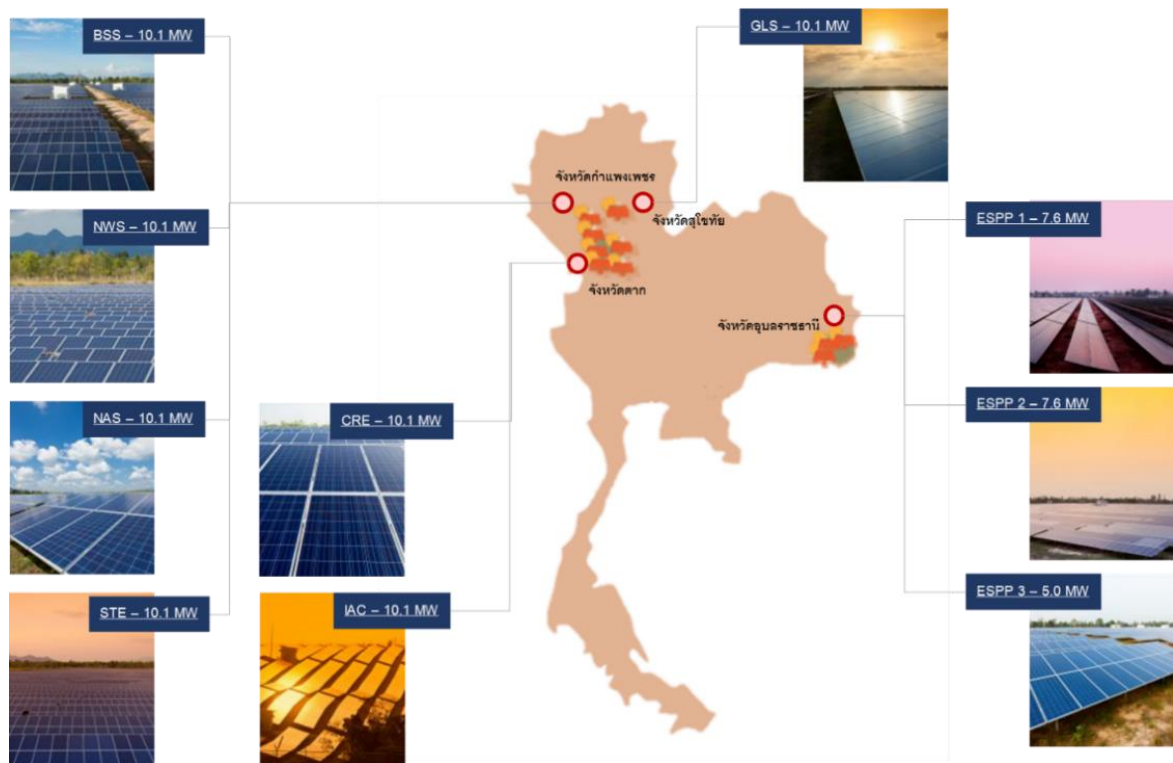 BSS – 10.1 MW
GLS – 10.1 MW
จังหวัดกำแพงเพชร
NWS – 10.1 MW
จังหวัดสุโขทัย
ESPP 1 – 7.6 MW
จังหวัดตาก
จังหวัดอุบลราชธานี
NAS – 10.1 MW
CRE – 10.1 MW
ESPP 2 – 7.6 MW
STE – 10.1 MW
IAC – 10.1 MW
ESPP 3 – 5.0 MW